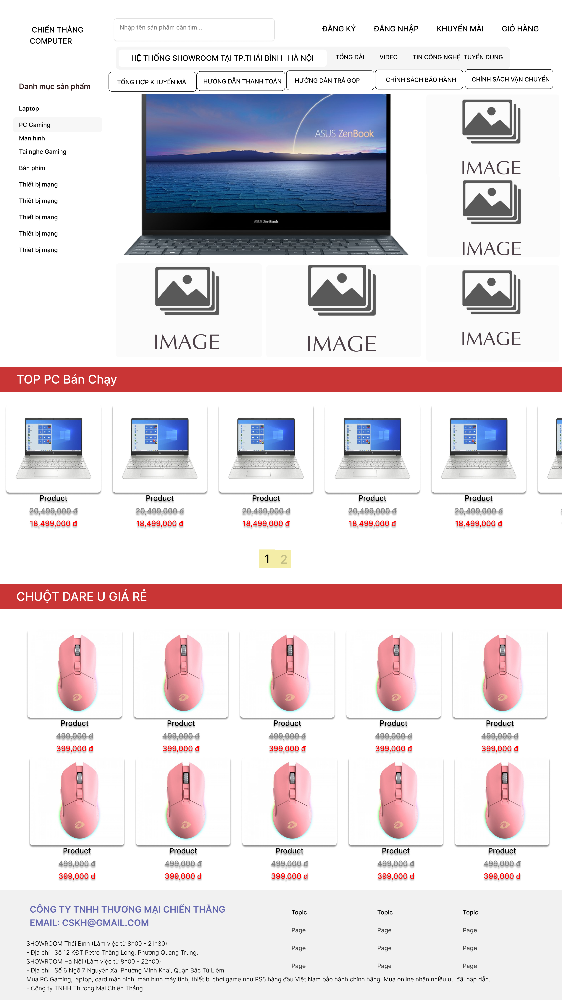 CHIẾN THẮNG
COMPUTER
Nhập tên sản phẩm cần tìm...
ĐĂNG KÝ ĐĂNG NHẬP KHUYẾN MÃI GIỎ HÀNG
HỆ THỐNG SHOWROOM TẠI TP.THÁI BÌNH- HÀ NỘI TỔNG ĐÀI VIDEO TIN CÔNG NGHỆ TUYỂN DỤNG
TỔNG HỢP KHUYẾN MÃI HƯỚNG DẪN THANH TOÁN HƯỚNG DẪN TRẢ GÓP CHÍNH SÁCH BẢO HÀNH CHÍNH SÁCH VẬN CHUYỂN
Danh mục sản phẩm
Laptop
PC Gaming
Màn hình
Tai nghe Gaming
Bàn phím
Thiết bị mạng
Thiết bị mạng
Thiết bị mạng
Thiết bị mạng
Thiết bị mạng
ASUS ZenBook
ASUS ZenBook
IMAGE
IMAGE
IMAGE IMAGE IMAGE
TOP PC Bán Chạy
Product Product Product Product Product
20,499,000 đ 20,499,000 đ 20,499,000 đ 20,499,000 đ 20,499,000 đ
18,499,000 đ 18,499,000 đ 18,499,000 đ 18,499,000 đ 18,499,000 đ
1 2
CHUỘT DARE U GIÁ RẺ
Product Product Product Product Product
499,000 đ 499,000 đ 499,000 đ 499,000 đ 499,000 đ
399,000 đ 399,000 đ 399,000 đ 399,000 đ 399,000 đ
Product Product Product Product Product
499,000 đ 499,000 đ 499,000 đ 499,000 đ 499,000 đ
399,000 đ 399,000 đ 399,000 đ 399,000 đ 399,000 đ
CÔNG TY TNHH THƯƠNG MẠI CHIẾN THẮNG
EMAIL: CSKH@GMAIL.COM
SHOWROOM Thái Bình (Làm việc từ 8h00 - 21h30)
- Địa chỉ : Số 12 KĐT Petro Thăng Long, Phường Quang Trung.
SHOWROOM Hà Nội (Làm việc từ 8h00 - 22h00)
- Địa chỉ : Số 6 Ngõ 7 Nguyên Xá, Phường Minh Khai, Quận Bắc Từ Liêm.
Mua PC Gaming, laptop, card màn hình, màn hình máy tính, thiết bị chơi game như PS5 hàng đầu Việt Nam bảo hành chính hãng. Mua online nhận nhiều ưu đãi hấp dẫn.
- Công ty TNHH Thương Mại Chiến Thắng
Topic Topic Topic
Page Page Page
Page Page Page
Page Page Page